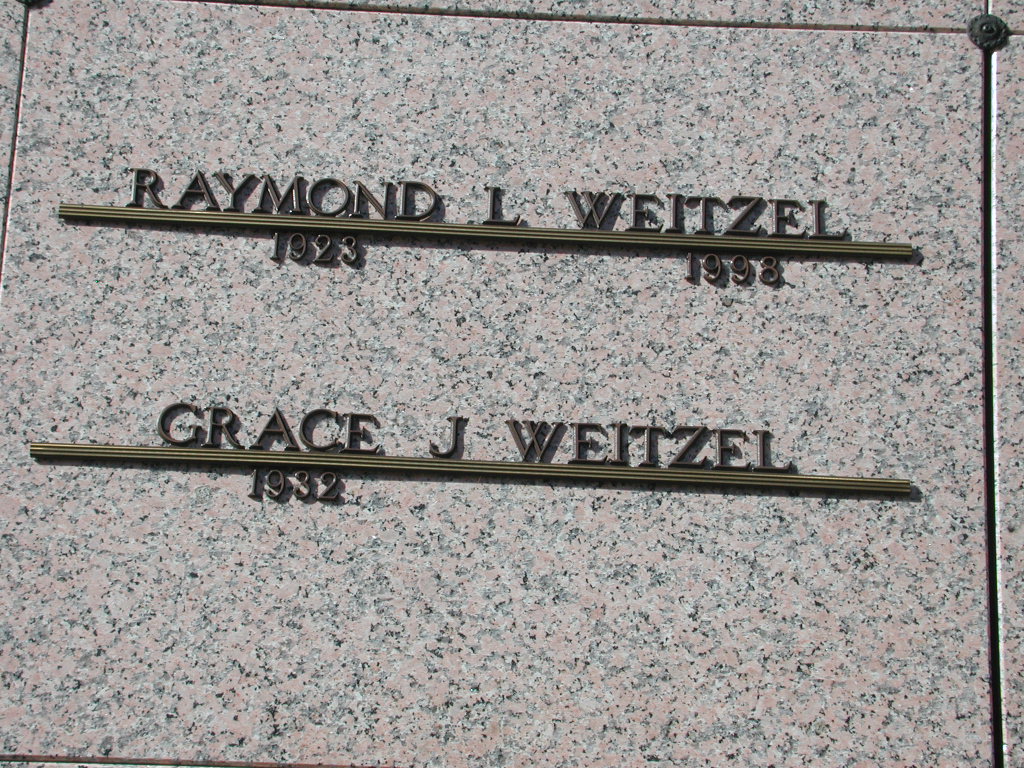 RAYMOND L WEITZEL
1923 1998
GRACE J WEITZEL
1932